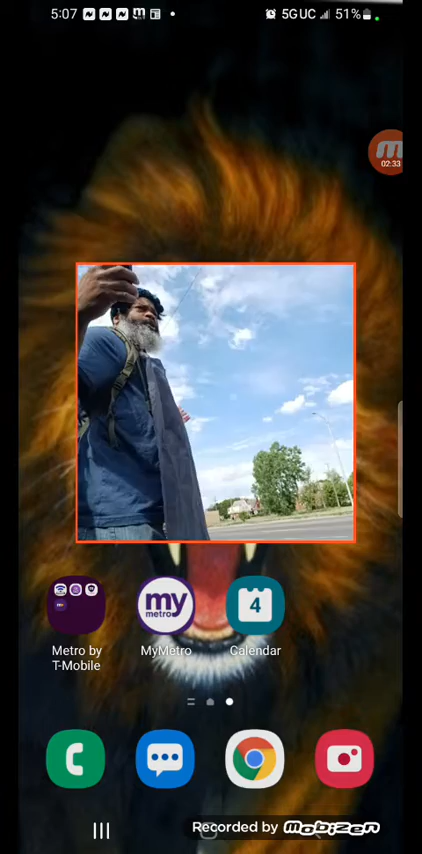 5:07
5GUC 51%
m
02:33
my
metro
4
Metro by
T-Mobile
MyMetro
Calendar
Recorded by mobizen